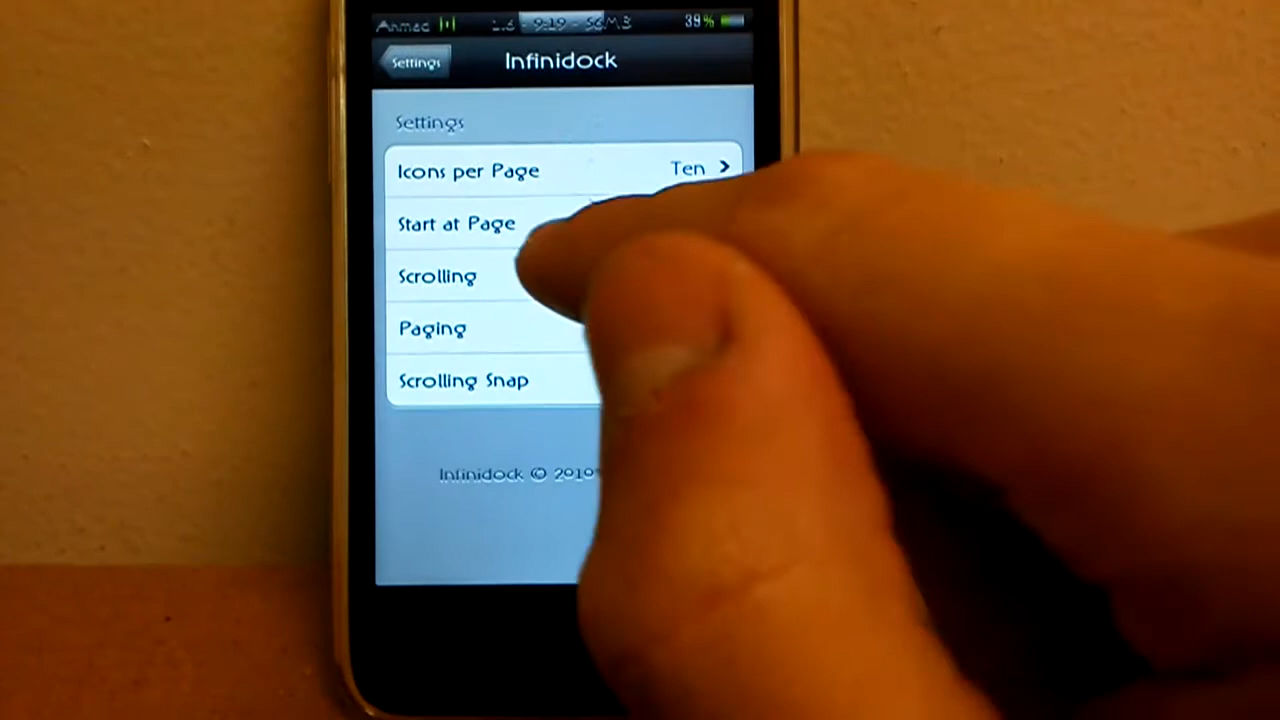 Ahmed 9:19 - 56MB 39%
Settings Infinidock
Settings
Icons per Page Ten
Start at Page
Scrolling
Paging
Scrolling Snap
Infinidock © 2010